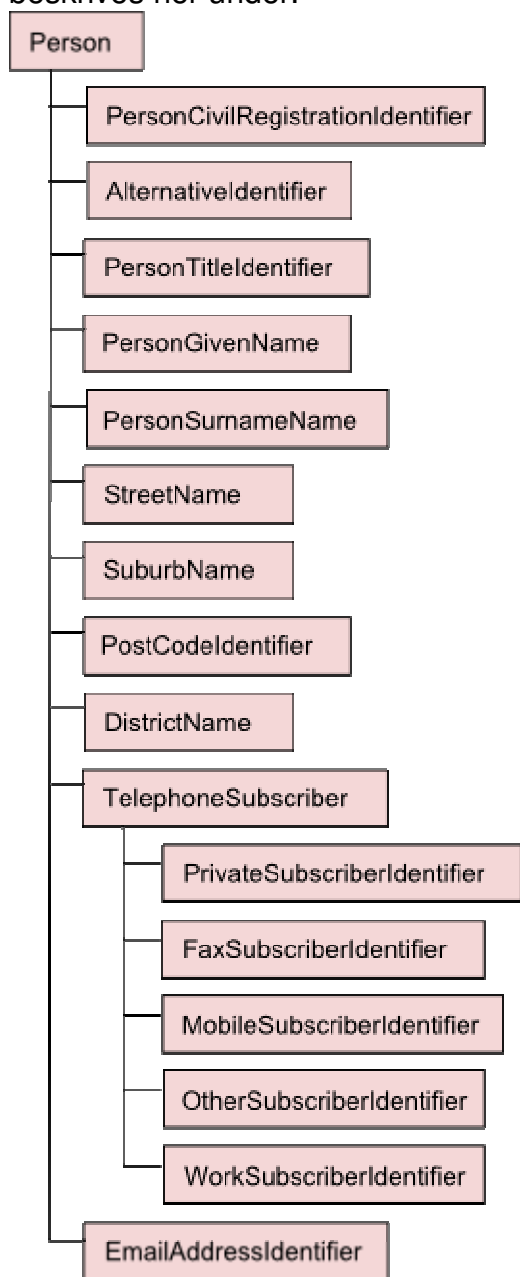 beskrives her under.
Person
PersonCivilRegistrationIdentifier
AlternativeIdentifier
PersonTitleIdentifier
PersonGivenName
PersonSurnameName
StreetName
SuburbName
PostCodeIdentifier
DistrictName
TelephoneSubscriber
PrivateSubscriberIdentifier
FaxSubscriberIdentifier
MobileSubscriberIdentifier
OtherSubscriberIdentifier
WorkSubscriberIdentifier
EmailAddressIdentifier